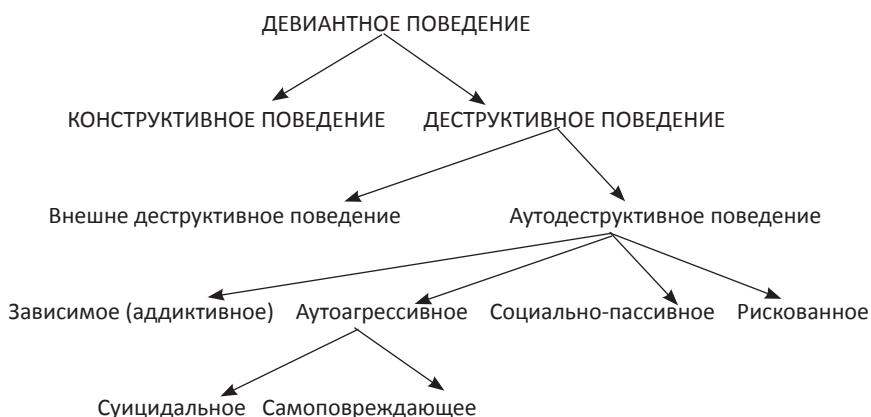 ДЕВИАНТНОЕ ПОВЕДЕНИЕ
КОНСТРУКТИВНОЕ ПОВЕДЕНИЕ ДЕСТРУКТИВНОЕ ПОВЕДЕНИЕ
Внешне деструктивное поведение Аутодеструктивное поведение
Зависимое (аддиктивное) Аутоагрессивное Социально-пассивное Рискованное
Суицидальное Самоповреждающее